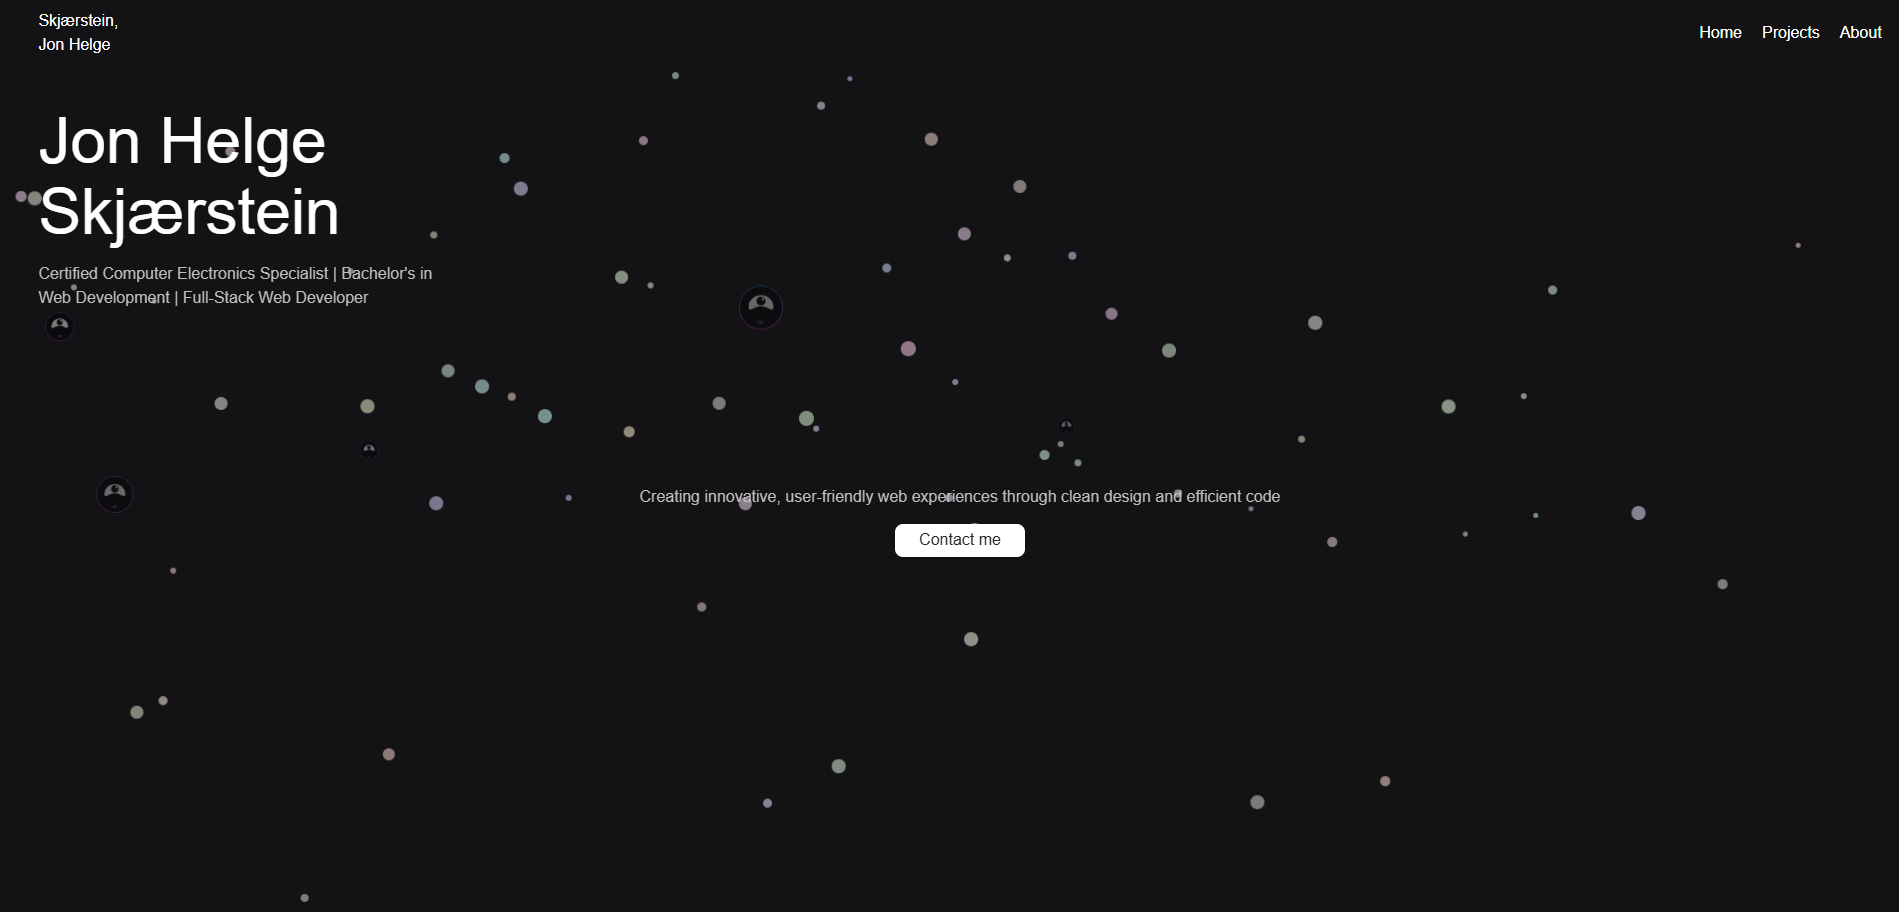 Skjærstein,
Jon Helge
Home Projects About
Jon Helge
Skjærstein
Certified Computer Electronics Specialist | Bachelor's in
Web Development | Full-Stack Web Developer
Creating innovative, user-friendly web experiences through clean design and efficient code
Contact me